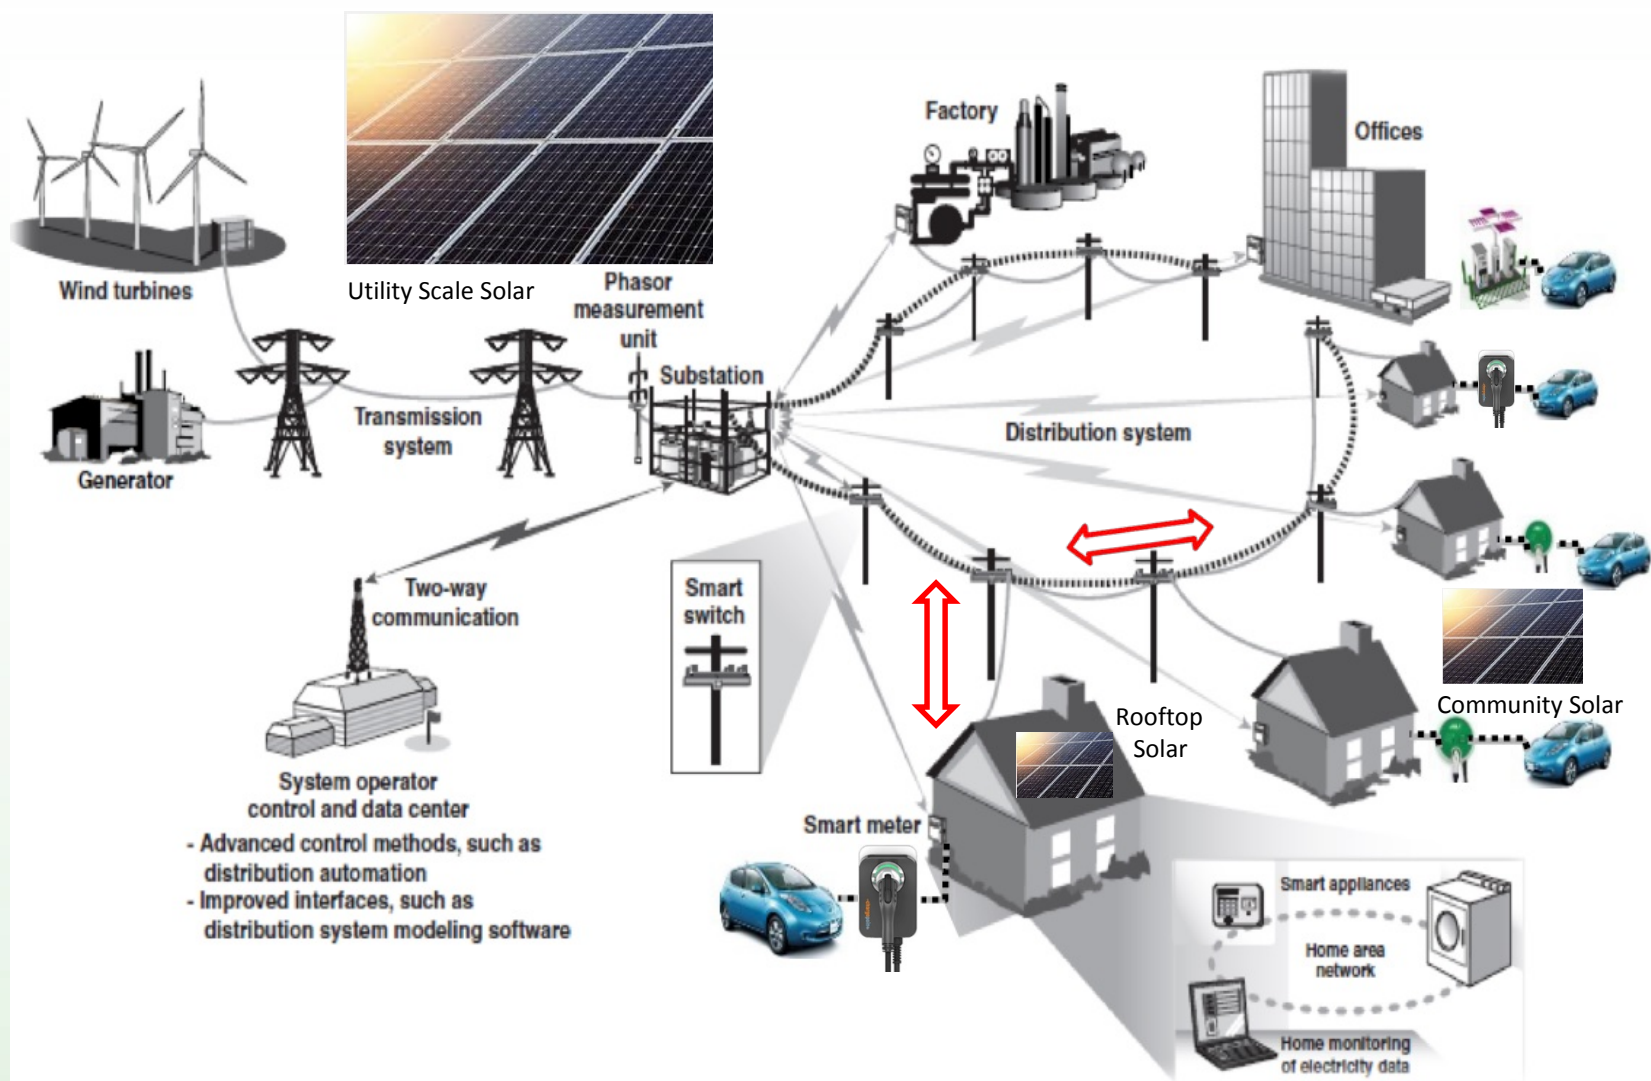 Wind turbines
Utility Scale Solar
Phasor
measurement
unit
Factory
Offices
Generator
Transmission
system
Substation
Distribution system
Two-way
communication
Smart
switch
System operator
control and data center
- Advanced control methods, such as
distribution automation
- Improved interfaces, such as
distribution system modeling software
Rooftop
Solar
Community Solar
Smart meter
Smart appliances
Home area
network
Home monitoring
of electricity data